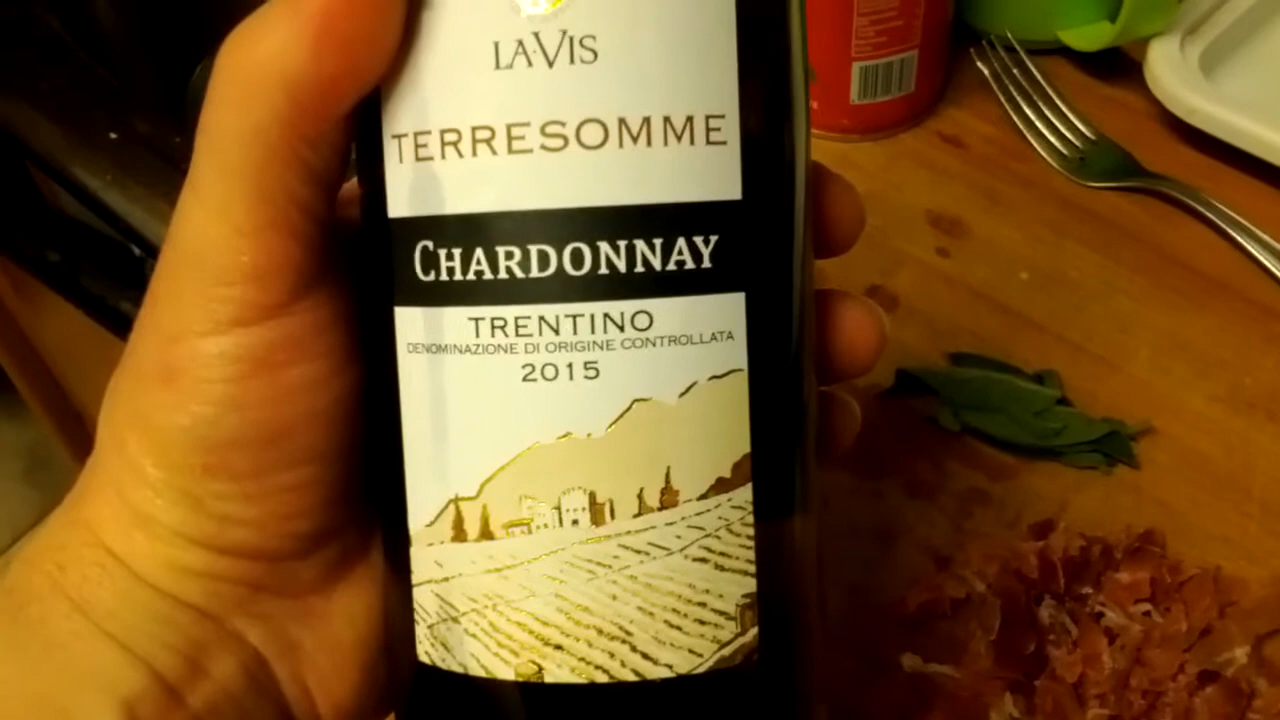 LA·VIS
TERRESOMME
CHARDONNAY
TRENTINO
DENOMINAZIONE DI ORIGINE CONTROLLATA
2015